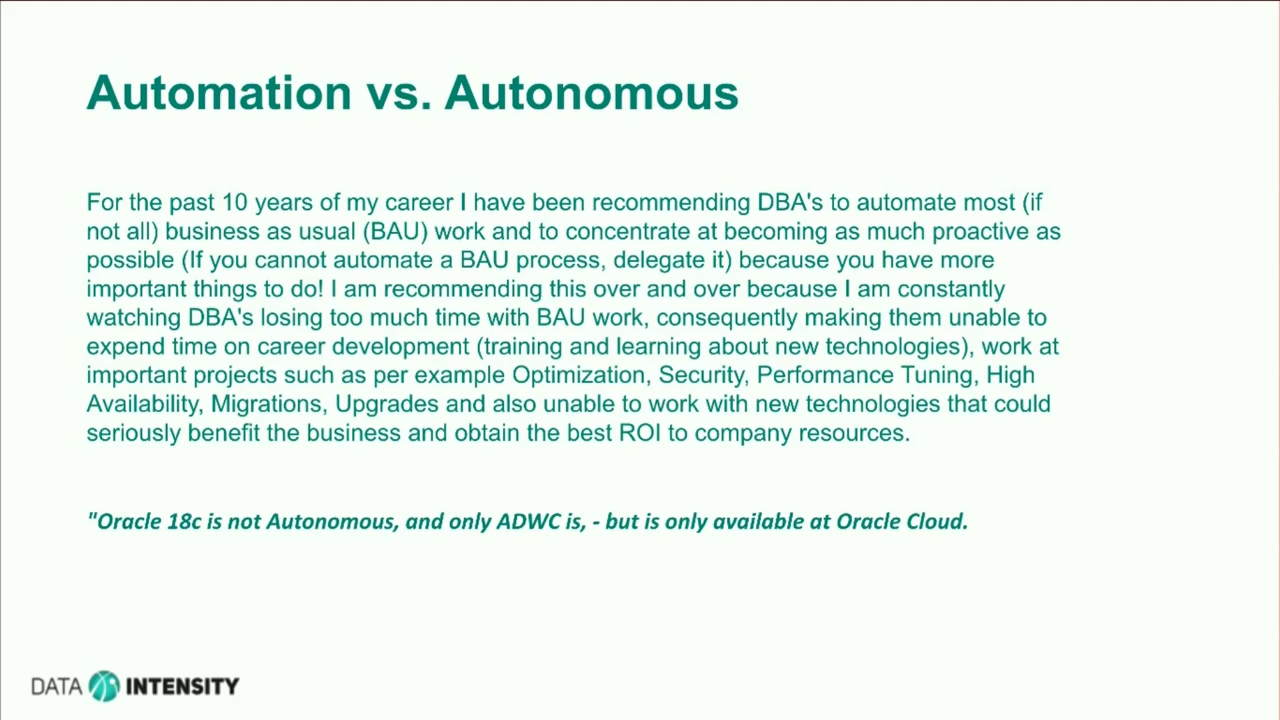 Automation vs. Autonomous
For the past 10 years of my career I have been recommending DBA's to automate most (if
not all) business as usual (BAU) work and to concentrate at becoming as much proactive as
possible (If you cannot automate a BAU process, delegate it) because you have more
important things to do! I am recommending this over and over because I am constantly
watching DBA's losing too much time with BAU work, consequently making them unable to
expend time on career development (training and learning about new technologies), work at
important projects such as per example Optimization, Security, Performance Tuning, High
Availability, Migrations, Upgrades and also unable to work with new technologies that could
seriously benefit the business and obtain the best ROI to company resources.
"Oracle 18c is not Autonomous, and only ADWC is, - but is only available at Oracle Cloud.
DATA INTENSITY